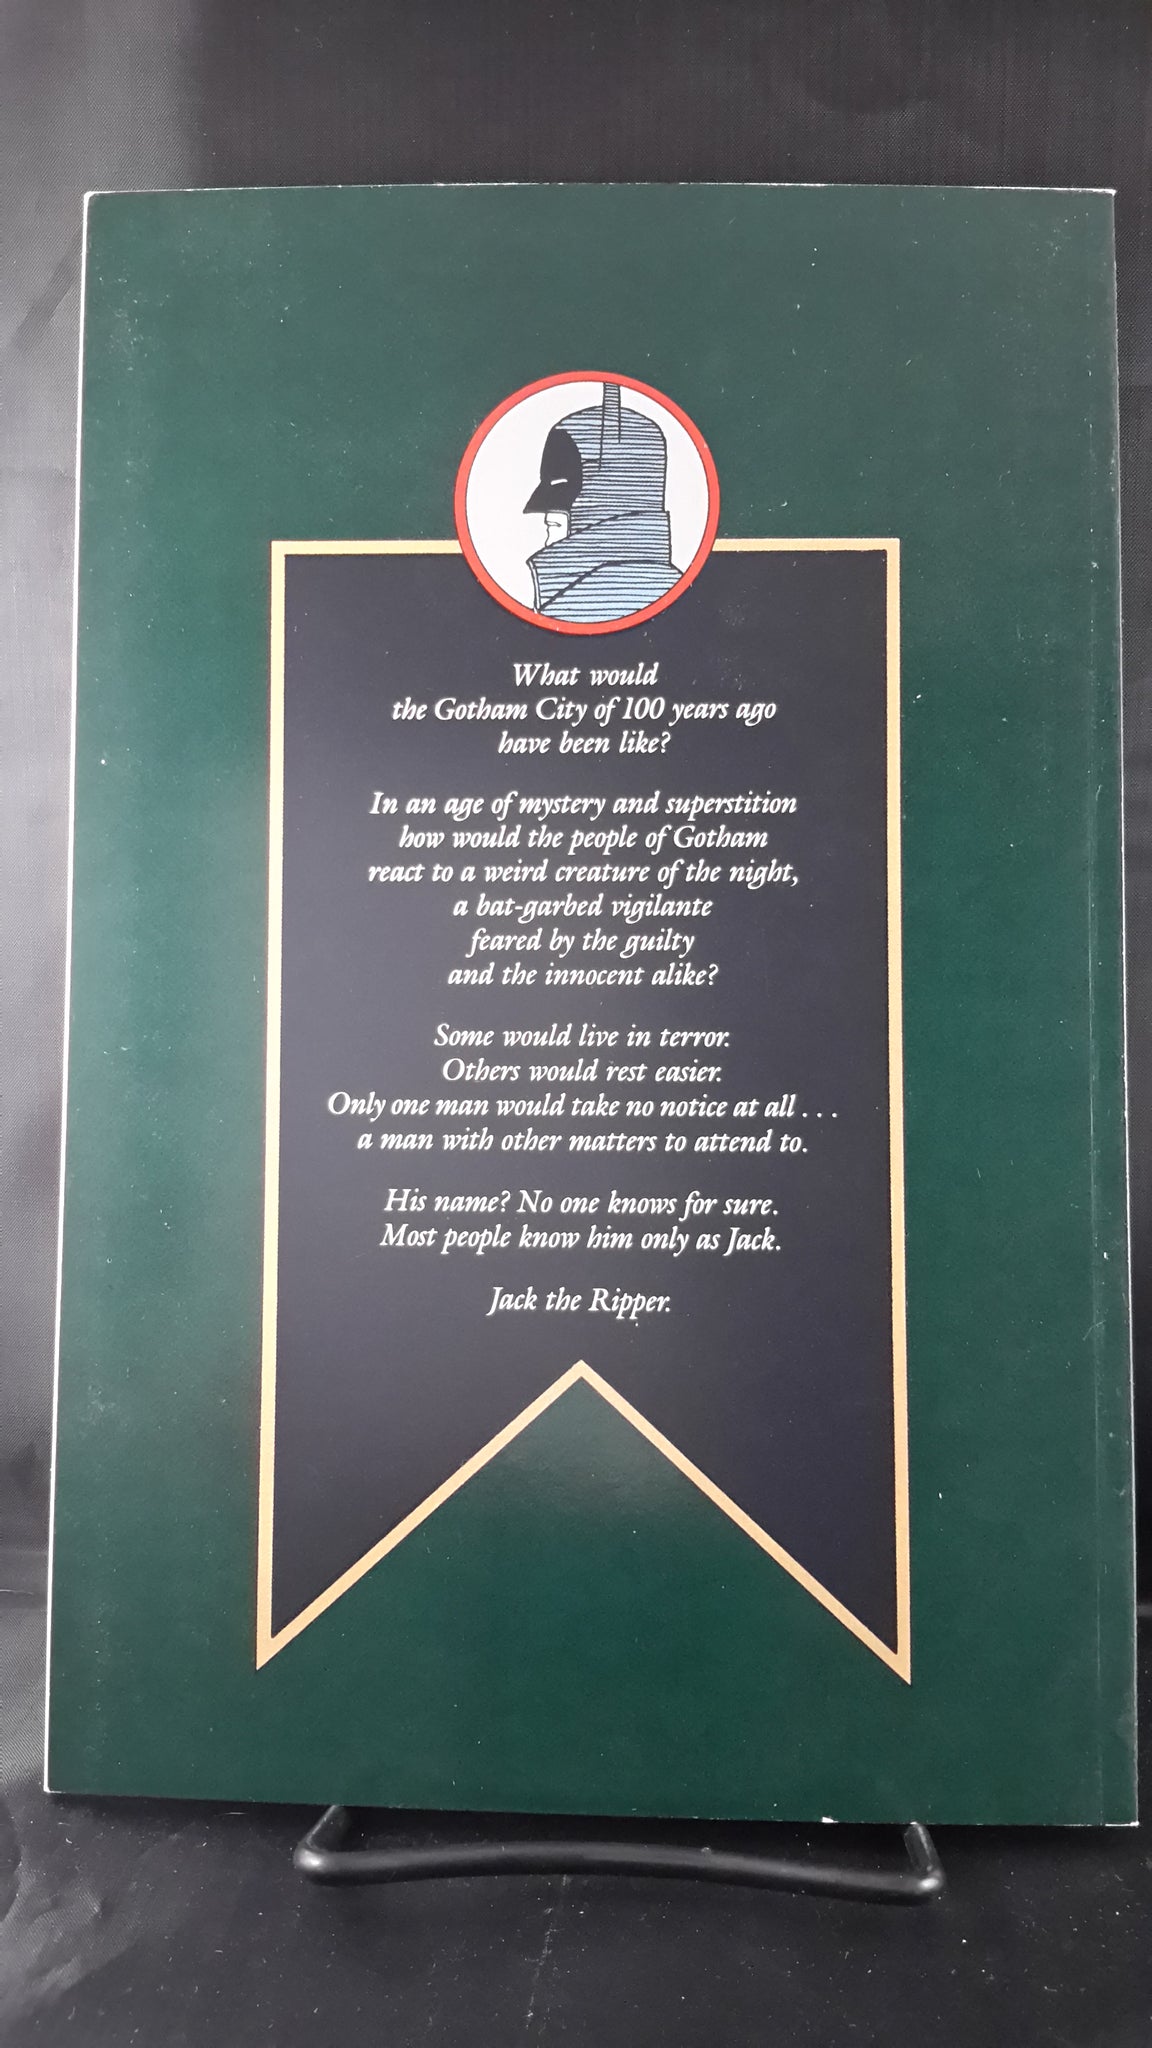 What would
the Gotham City of 100 years ago
have been like?
In an age of mystery and superstition
how would the people of Gotham
react to a weird creature of the night,
a bat-garbed vigilante
feared by the guilty
and the innocent alike?
Some would live in terror.
Others would rest easier.
Only one man would take no notice at all . . .
a man with other matters to attend to.
His name? No one knows for sure.
Most people know him only as Jack.
Jack the Ripper.